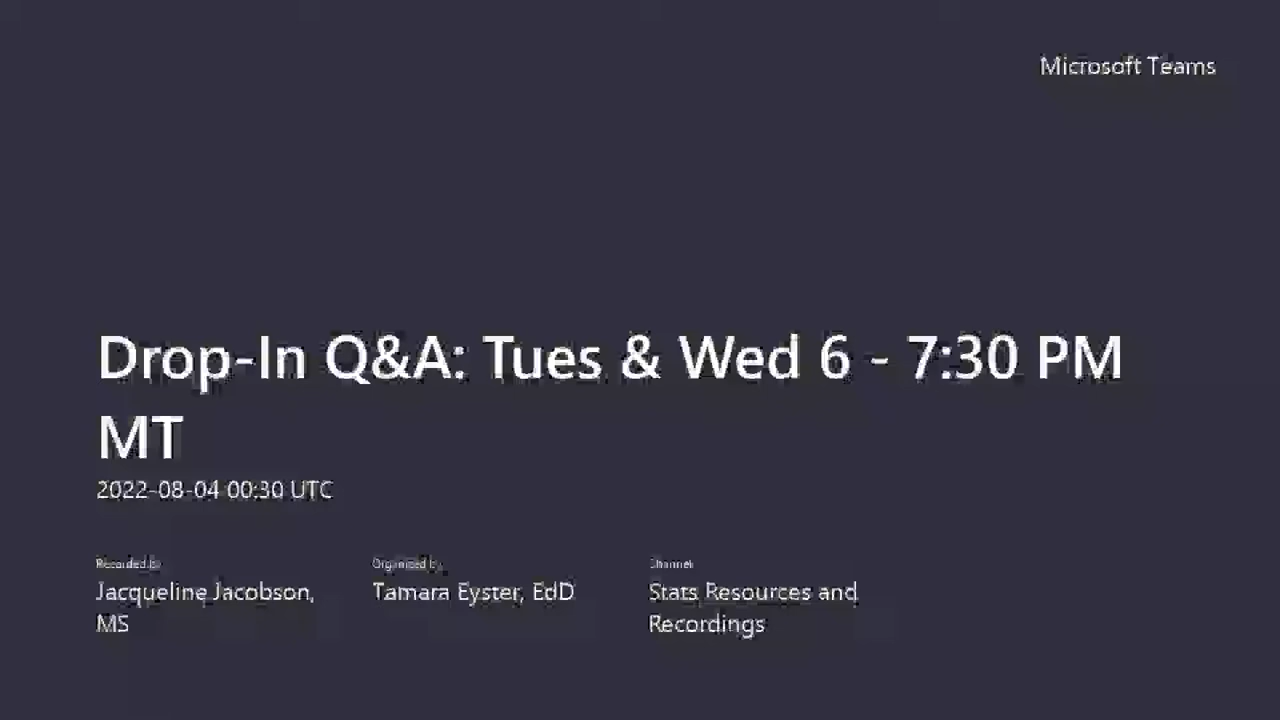 Microsoft Teams
Drop-In Q&A: Tues & Wed 6 - 7:30 PM
MT
2022-08-04 00:30 UTC
Recorded by
Organized by
Channel
Jacqueline Jacobson,
MS
Tamara Eyster, EdD
Stats Resources and
Recordings